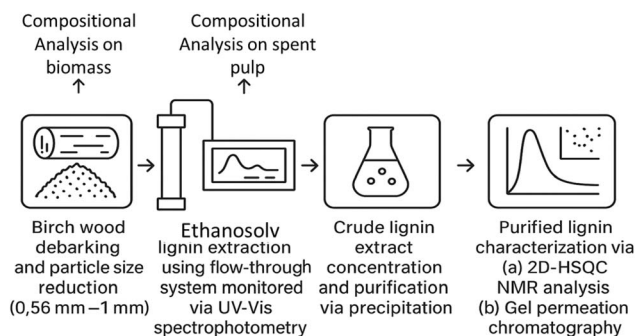 Compositional
Analysis on
biomass
Compositional
Analysis on spent
pulp
Birch wood
debarking
and particle size
reduction
(0,56 mm–1 mm)
Ethanosolv
lignin extraction
using flow-through
system monitored
via UV-Vis
spectrophotometry
Crude lignin
extract
concentration
and purification
via precipitation
Purified lignin
characterization via
(a) 2D-HSQC
NMR analysis
(b) Gel permeation
chromatography